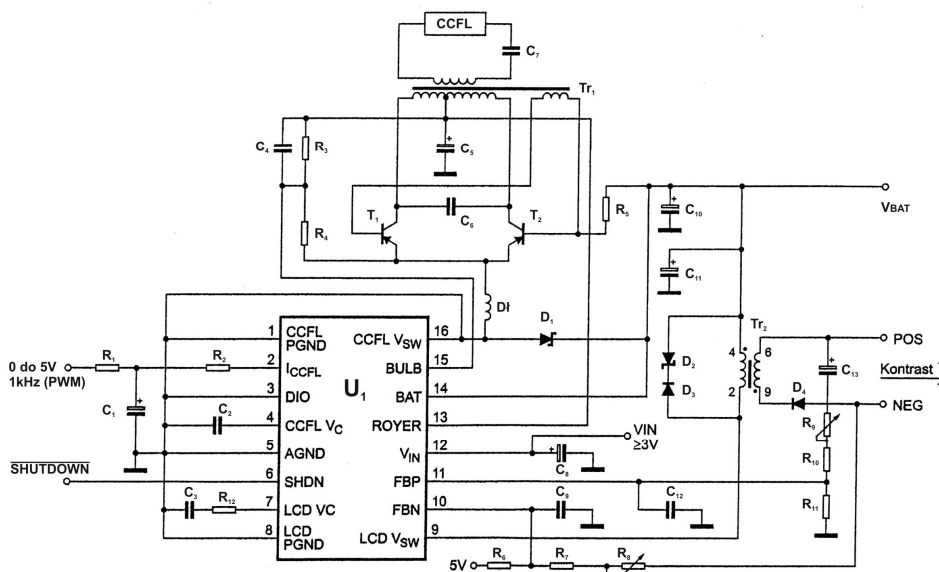 CCFL
C7
Tr1
C4
R3
C5
R4
T1
C6
T2
R5
C10
VBAT
C11
Dł
D1
D2
D3
Tr2
4
6
2
9
POS
C13
Kontrast
NEG
D4
R9
R10
R11
0 do 5V
1kHz (PWM)
R1
R2
C1
C2
SHUTDOWN
C3
R12
U1
1 CCFL PGND
2 ICCFL
3 DIO
4 CCFL VC
5 AGND
6 SHDN
7 LCD VC
8 LCD PGND
CCFL VSW 16
BULB 15
BAT 14
ROYER 13
VIN 12
FBP 11
FBN 10
LCD VSW 9
VIN
≥3V
C8
C9
C12
5V
R6
R7
R8